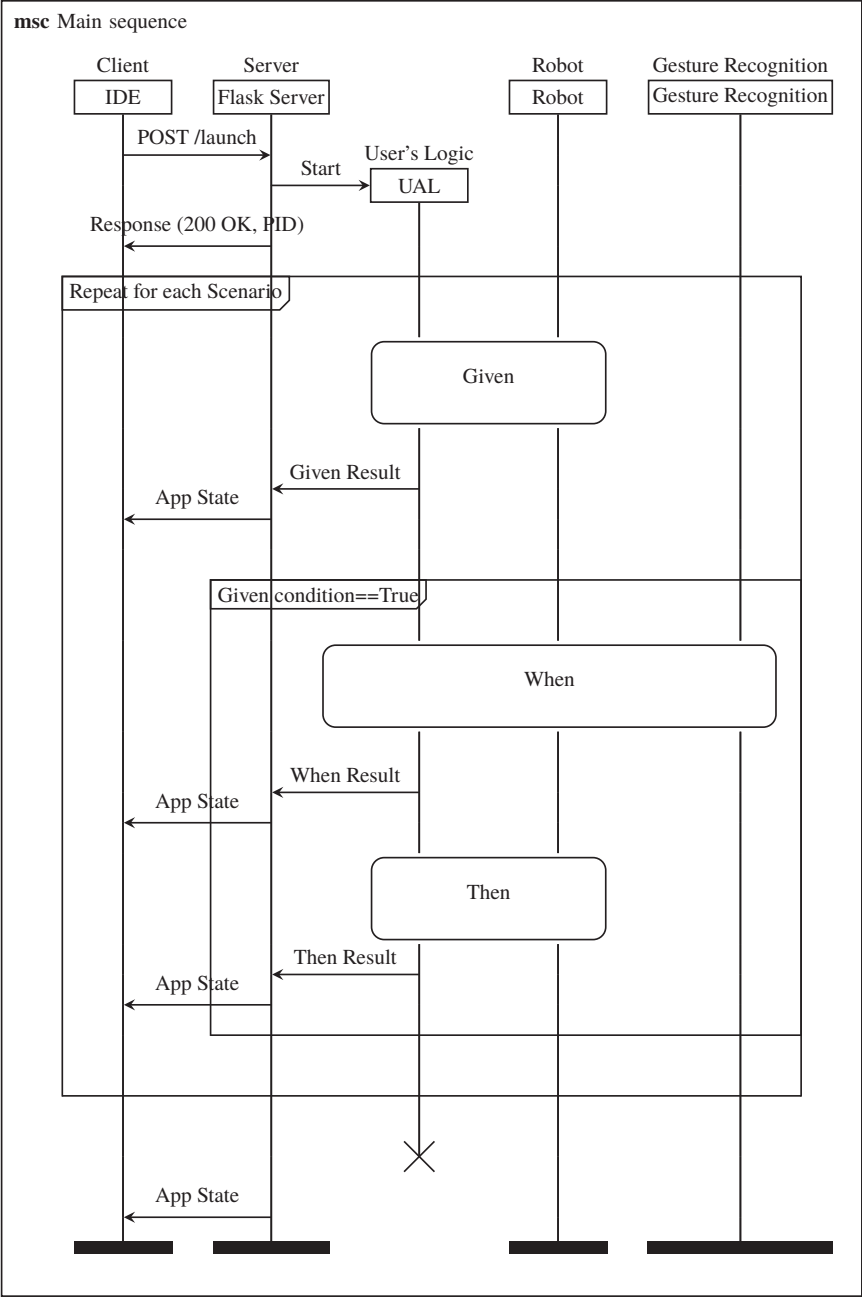 msc Main sequence
Client
Server
Robot
Gesture Recognition
IDE
Flask Server
Robot
Gesture Recognition
POST /launch
User's Logic
Start
UAL
Response (200 OK, PID)
Repeat for each Scenario
Given
Given Result
App State
Given condition==True
When
When Result
App State
Then
Then Result
App State
App State